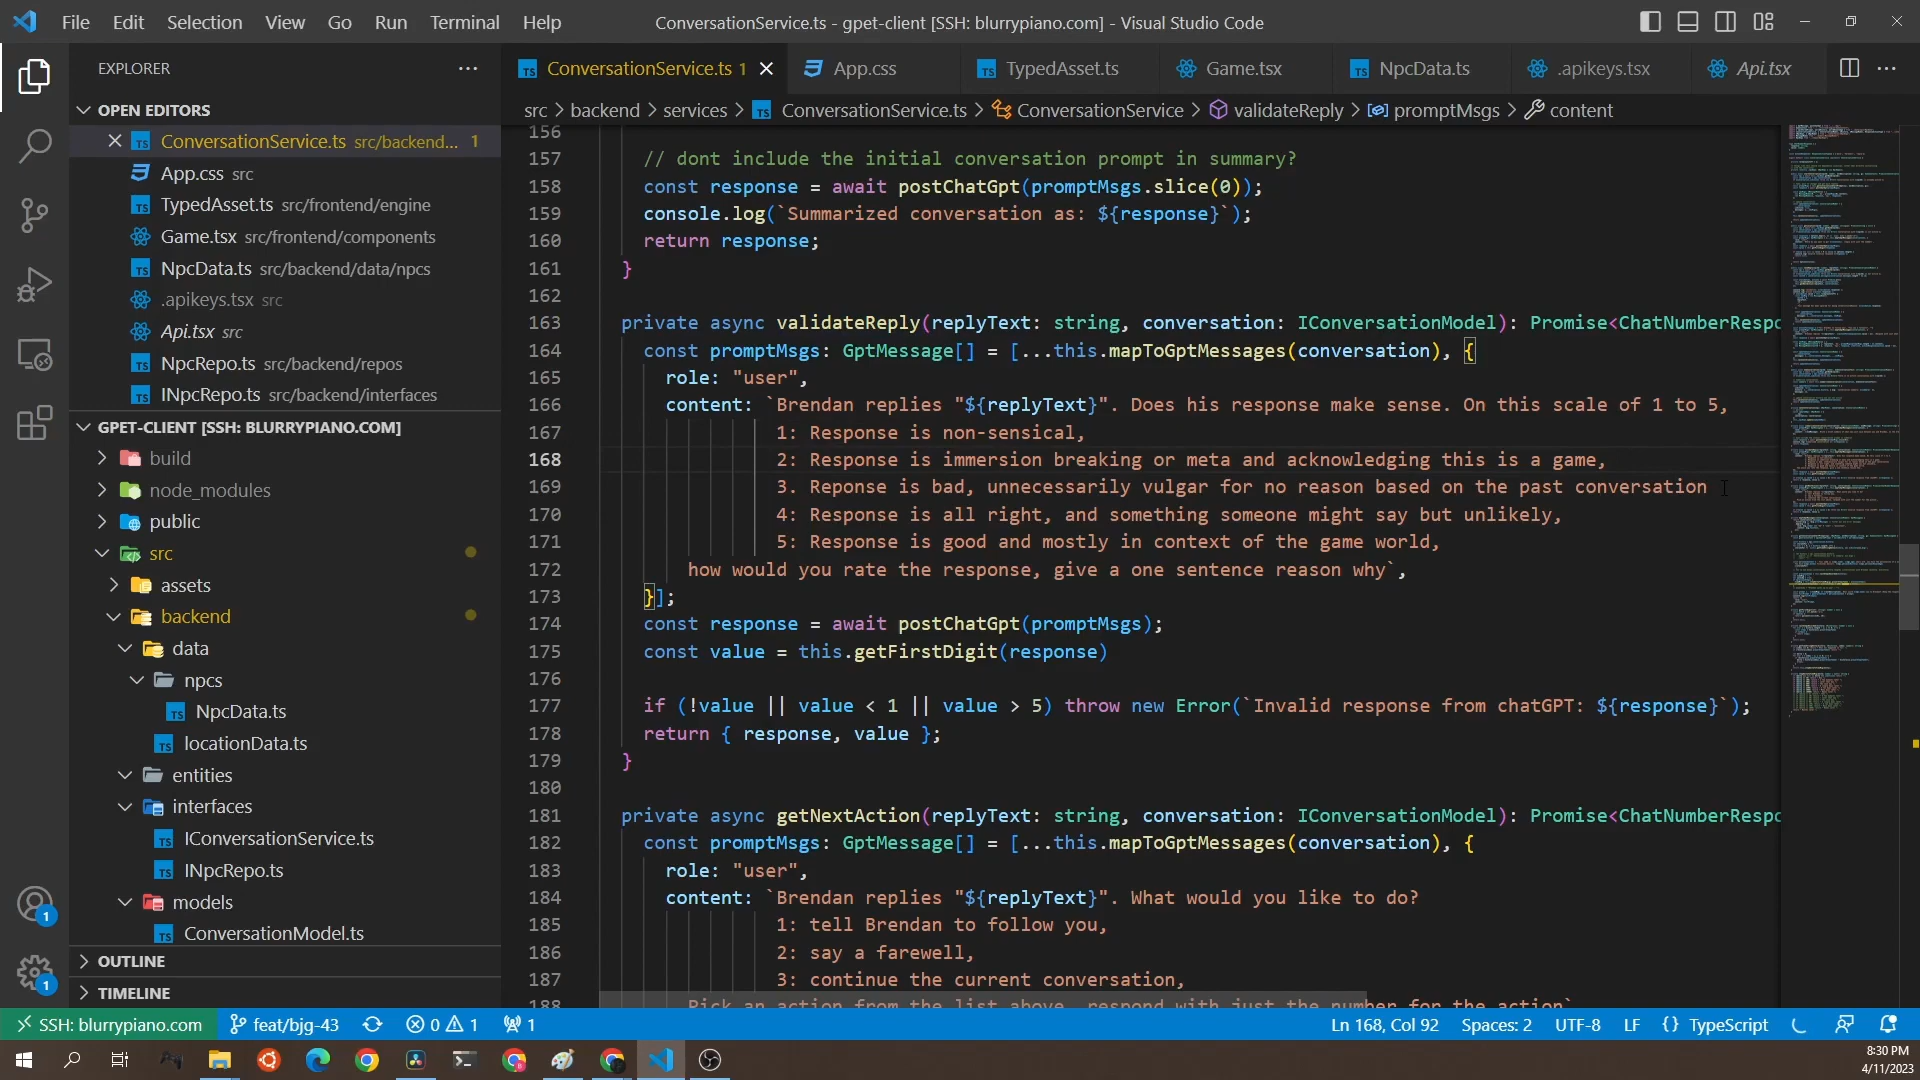 File Edit Selection View Go Run Terminal Help
ConversationService.ts - gpet-client [SSH: blurrypiano.com] - Visual Studio Code
EXPLORER
OPEN EDITORS
ConversationService.ts src/backend... 1
App.css src
TypedAsset.ts src/frontend/engine
Game.tsx src/frontend/components
NpcData.ts src/backend/data/npcs
.apikeys.tsx src
Api.tsx src
NpcRepo.ts src/backend/repos
INpcRepo.ts src/backend/interfaces
GPET-CLIENT [SSH: BLURRYPIANO.COM]
build
node_modules
public
src
assets
backend
data
npcs
NpcData.ts
locationData.ts
entities
interfaces
IConversationService.ts
INpcRepo.ts
models
ConversationModel.ts
OUTLINE
TIMELINE
1
1
ConversationService.ts 1 App.css TypedAsset.ts Game.tsx NpcData.ts .apikeys.tsx Api.tsx
src > backend > services > ConversationService.ts > ConversationService > validateReply > promptMsgs > content
156
157 // dont include the initial conversation prompt in summary?
158 const response = await postChatGpt(promptMsgs.slice(0));
159 console.log(`Summarized conversation as: ${response}`);
160 return response;
161 }
162
163 private async validateReply(replyText: string, conversation: IConversationModel): Promise<ChatNumberRespo
164 const promptMsgs: GptMessage[] = [...this.mapToGptMessages(conversation), {
165 role: "user",
166 content: `Brendan replies "${replyText}". Does his response make sense. On this scale of 1 to 5,
167 1: Response is non-sensical,
168 2: Response is immersion breaking or meta and acknowledging this is a game,
169 3. Reponse is bad, unnecessarily vulgar for no reason based on the past conversation
170 4: Response is all right, and something someone might say but unlikely,
171 5: Response is good and mostly in context of the game world,
172 how would you rate the response, give a one sentence reason why`,
173 }];
174 const response = await postChatGpt(promptMsgs);
175 const value = this.getFirstDigit(response)
176
177 if (!value || value < 1 || value > 5) throw new Error(`Invalid response from chatGPT: ${response}`);
178 return { response, value };
179 }
180
181 private async getNextAction(replyText: string, conversation: IConversationModel): Promise<ChatNumberRespo
182 const promptMsgs: GptMessage[] = [...this.mapToGptMessages(conversation), {
183 role: "user",
184 content: `Brendan replies "${replyText}". What would you like to do?
185 1: tell Brendan to follow you,
186 2: say a farewell,
187 3: continue the current conversation,
188 Pick an action from the list above, respond with just the number for the action`
SSH: blurrypiano.com feat/bjg-43 0 1 1 Ln 168, Col 92 Spaces: 2 UTF-8 LF {} TypeScript
8:30 PM
4/11/2023